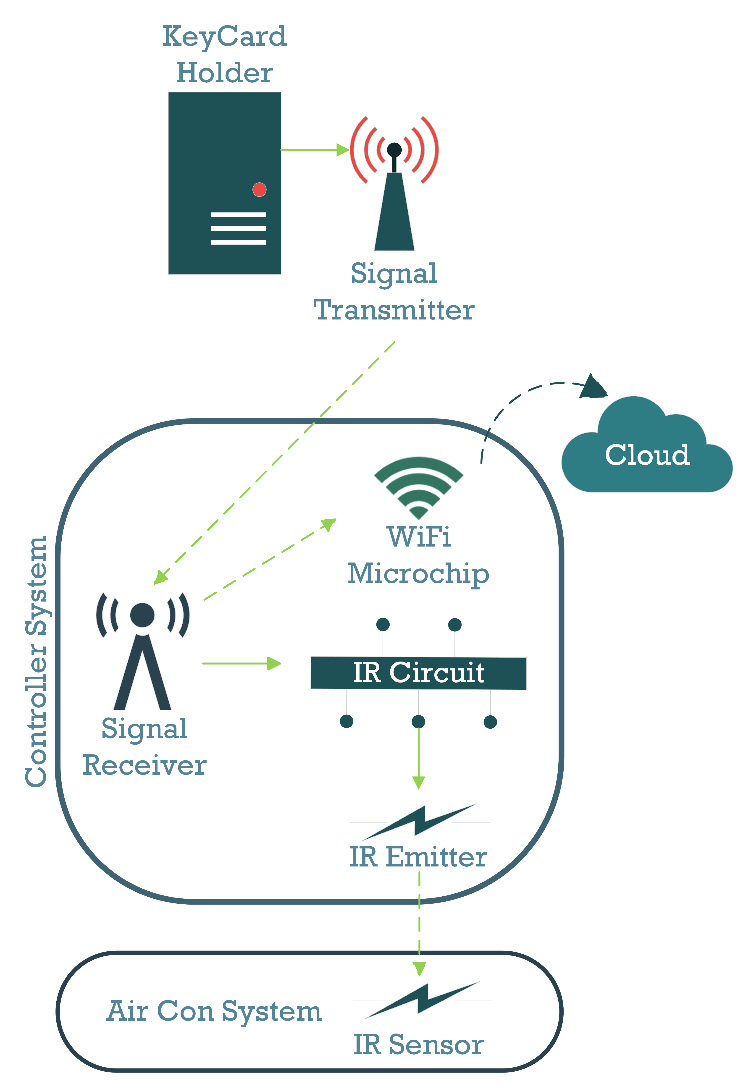 KeyCard
Holder
Signal
Transmitter
Cloud
WiFi
Microchip
Controller System
IR Circuit
Signal
Receiver
IR Emitter
Air Con System
IR Sensor